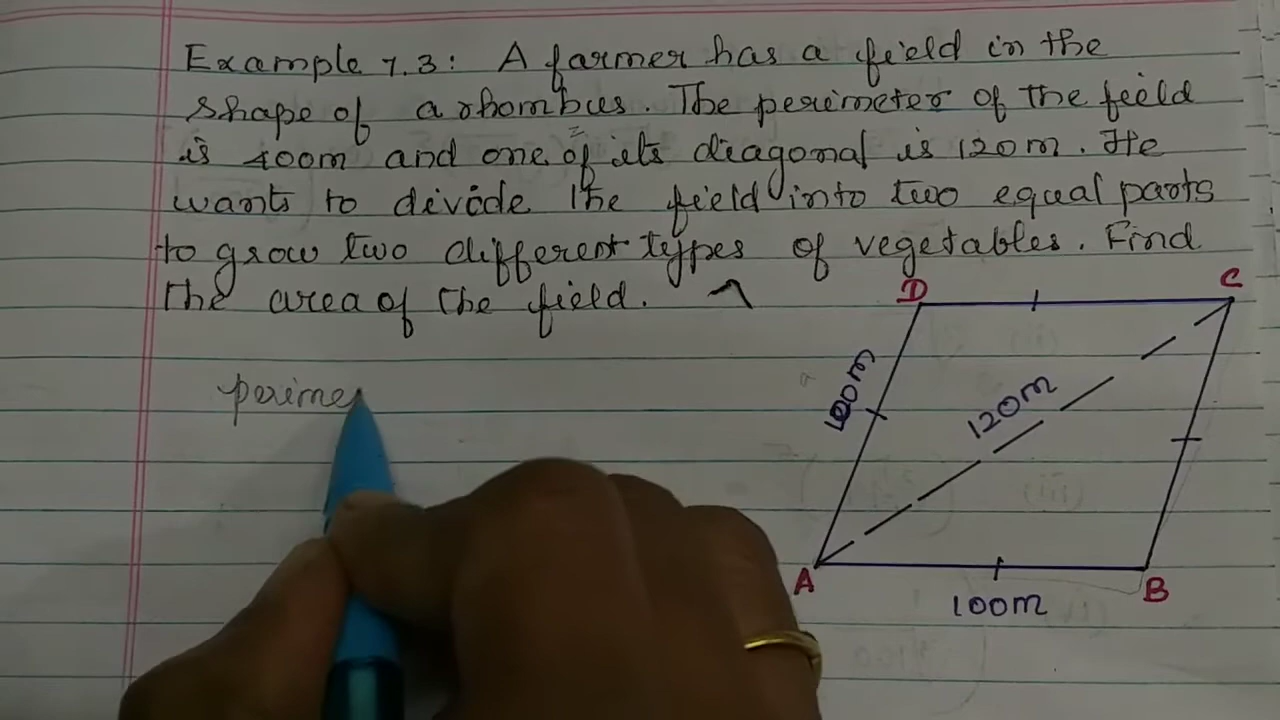 Example 7.3: A farmer has a field in the
shape of a rhombus. The perimeter of the field
is 400m and one of its diagonal is 120m. He
wants to divide the field into two equal parts
to grow two different types of vegetables. Find
the area of the field.
D
C
100m
120m
perime
A
B
100m